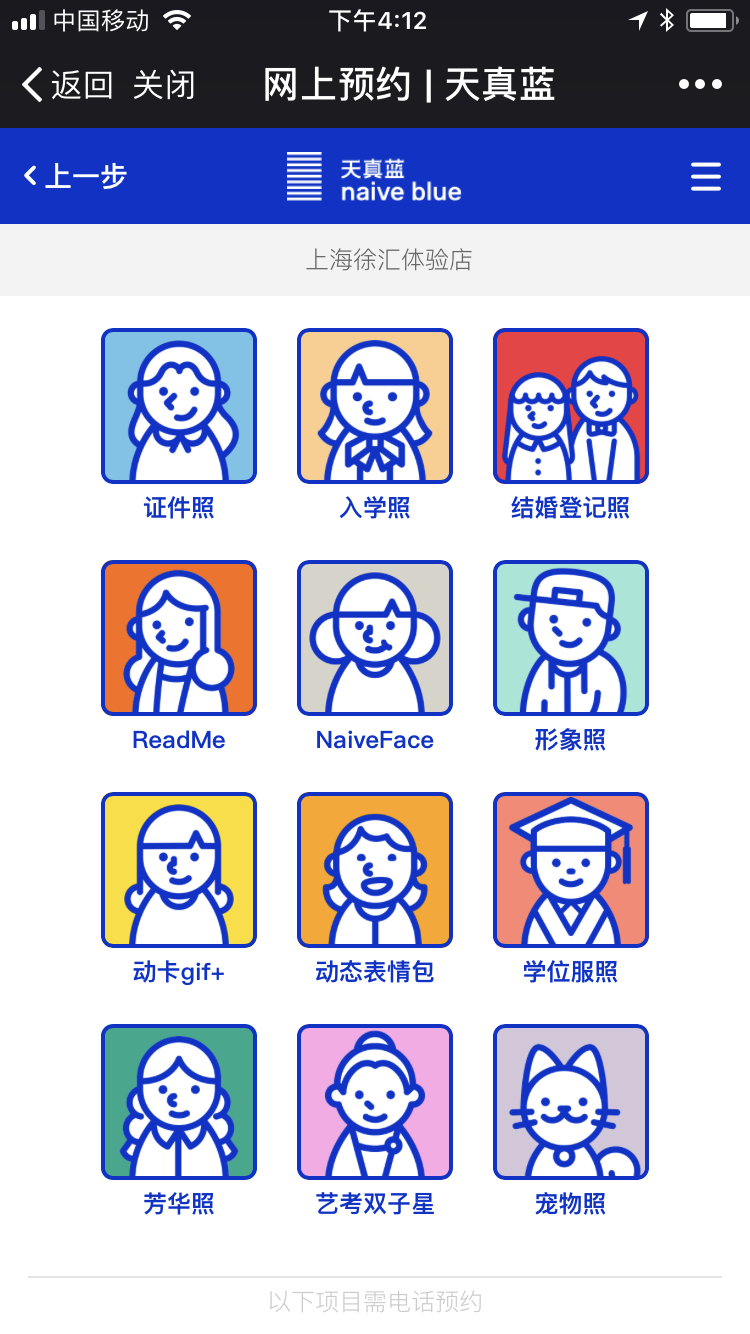 中国移动 下午4:12
返回 关闭 网上预约 | 天真蓝
上一步 天真蓝
naive blue
上海徐汇体验店
证件照 入学照 结婚登记照
ReadMe NaiveFace 形象照
动卡gif+ 动态表情包 学位服照
芳华照 艺考双子星 宠物照
以下项目需电话预约